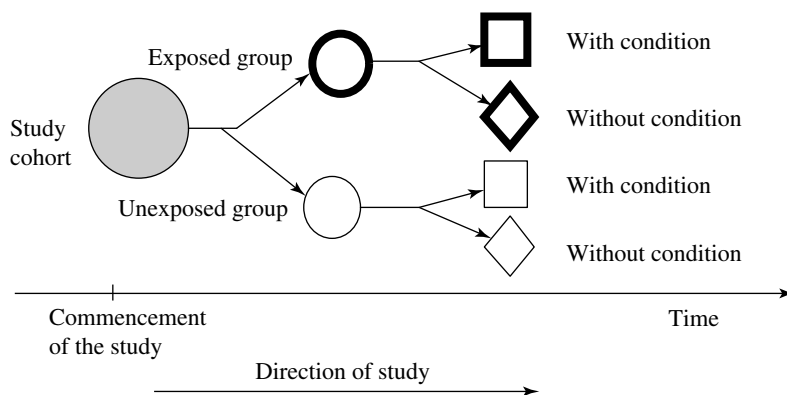 Exposed group
With condition
Study
cohort
Without condition
Unexposed group
With condition
Without condition
Commencement
of the study
Time
Direction of study